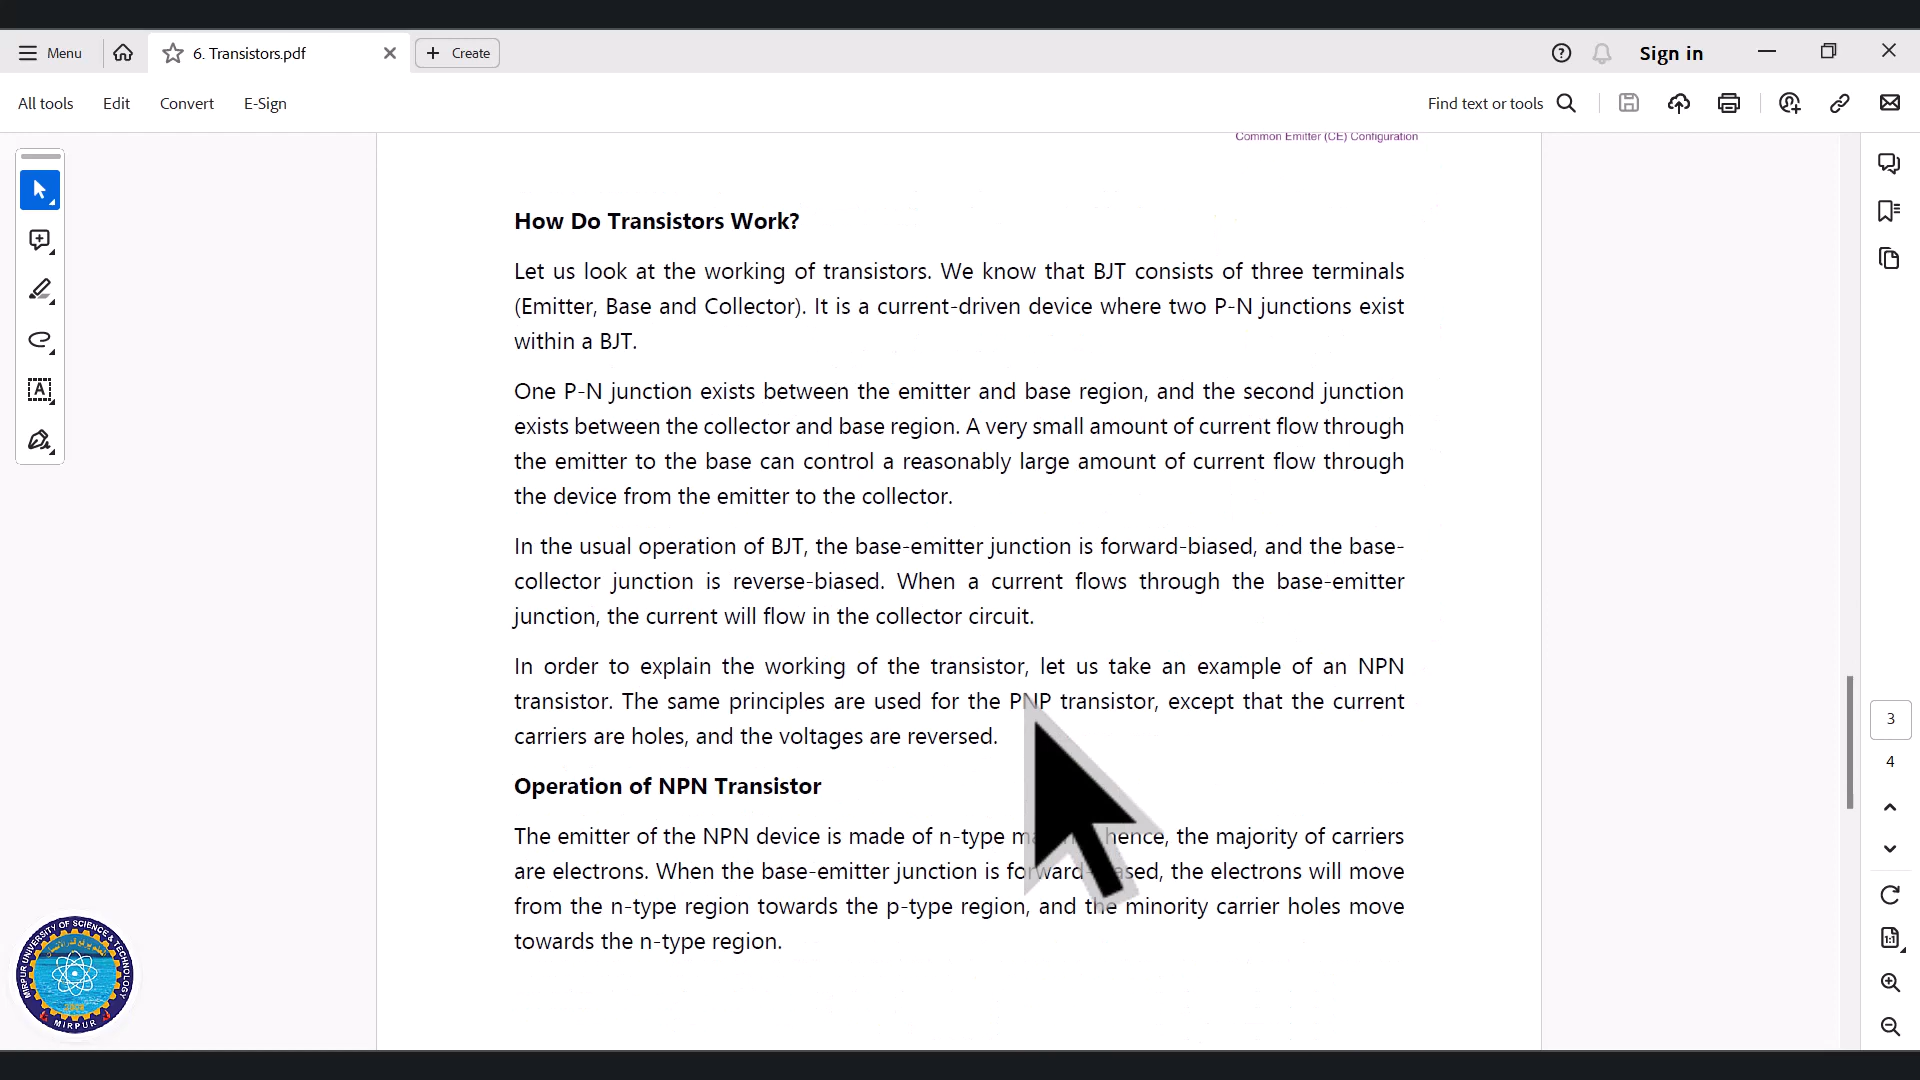 Menu
6. Transistors.pdf
Create
Sign in
All tools
Edit
Convert
E-Sign
Find text or tools
Common Emitter (CE) Configuration
How Do Transistors Work?
Let us look at the working of transistors. We know that BJT consists of three terminals
(Emitter, Base and Collector). It is a current-driven device where two P-N junctions exist
within a BJT.
One P-N junction exists between the emitter and base region, and the second junction
exists between the collector and base region. A very small amount of current flow through
the emitter to the base can control a reasonably large amount of current flow through
the device from the emitter to the collector.
In the usual operation of BJT, the base-emitter junction is forward-biased, and the base-
collector junction is reverse-biased. When a current flows through the base-emitter
junction, the current will flow in the collector circuit.
In order to explain the working of the transistor, let us take an example of an NPN
transistor. The same principles are used for the PNP transistor, except that the current
carriers are holes, and the voltages are reversed.
Operation of NPN Transistor
The emitter of the NPN device is made of n-type hence, the majority of carriers
are electrons. When the base-emitter junction is forward-biased, the electrons will move
from the n-type region towards the p-type region, and the minority carrier holes move
towards the n-type region.
3
4
1:1
MIRPUR UNIVERSITY OF SCIENCE & TECHNOLOGY
MIRPUR